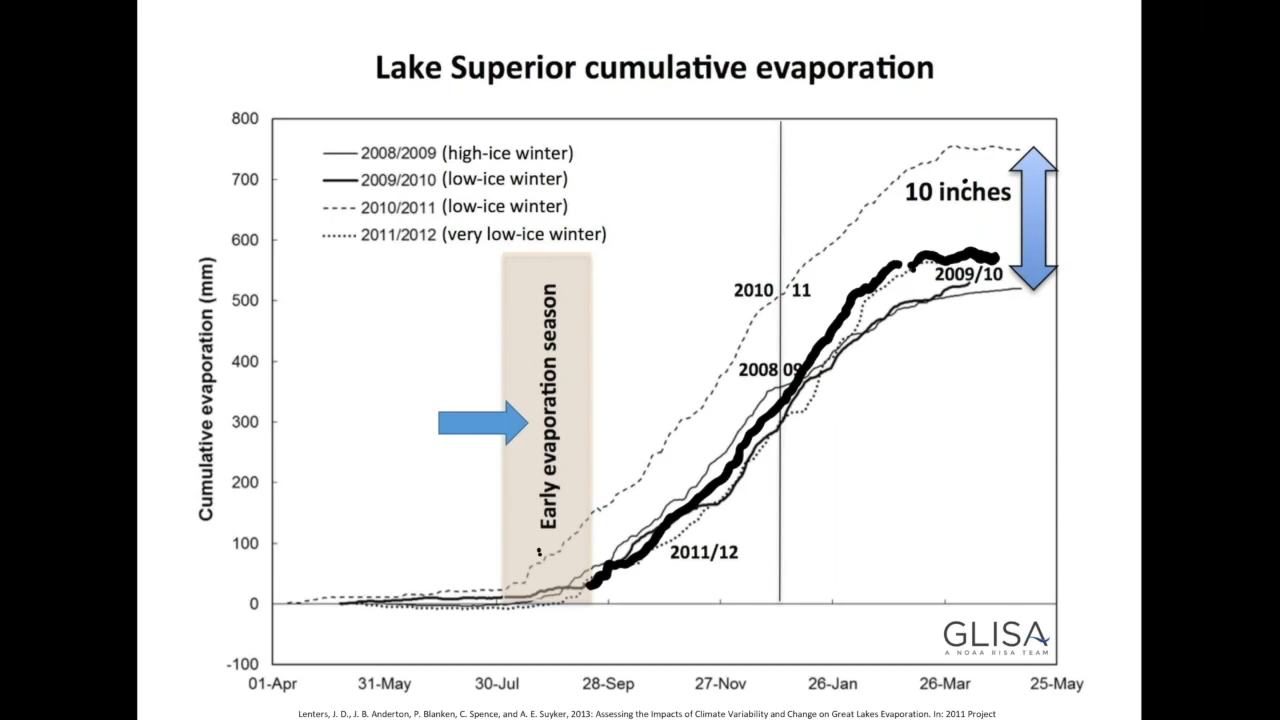 Lake Superior cumulative evaporation
Cumulative evaporation (mm)
800
700
600
500
400
300
200
100
0
-100
2008/2009 (high-ice winter)
2009/2010 (low-ice winter)
2010/2011 (low-ice winter)
2011/2012 (very low-ice winter)
Early evaporation season
10 inches
2009/10
2010 11
2008 09
2011/12
GLISA
A NOAA RISA TEAM
01-Apr 31-May 30-Jul 28-Sep 27-Nov 26-Jan 26-Mar 25-May
Lenters, J. D., J. B. Anderton, P. Blanken, C. Spence, and A. E. Suyker, 2013: Assessing the Impacts of Climate Variability and Change on Great Lakes Evaporation. In: 2011 Project